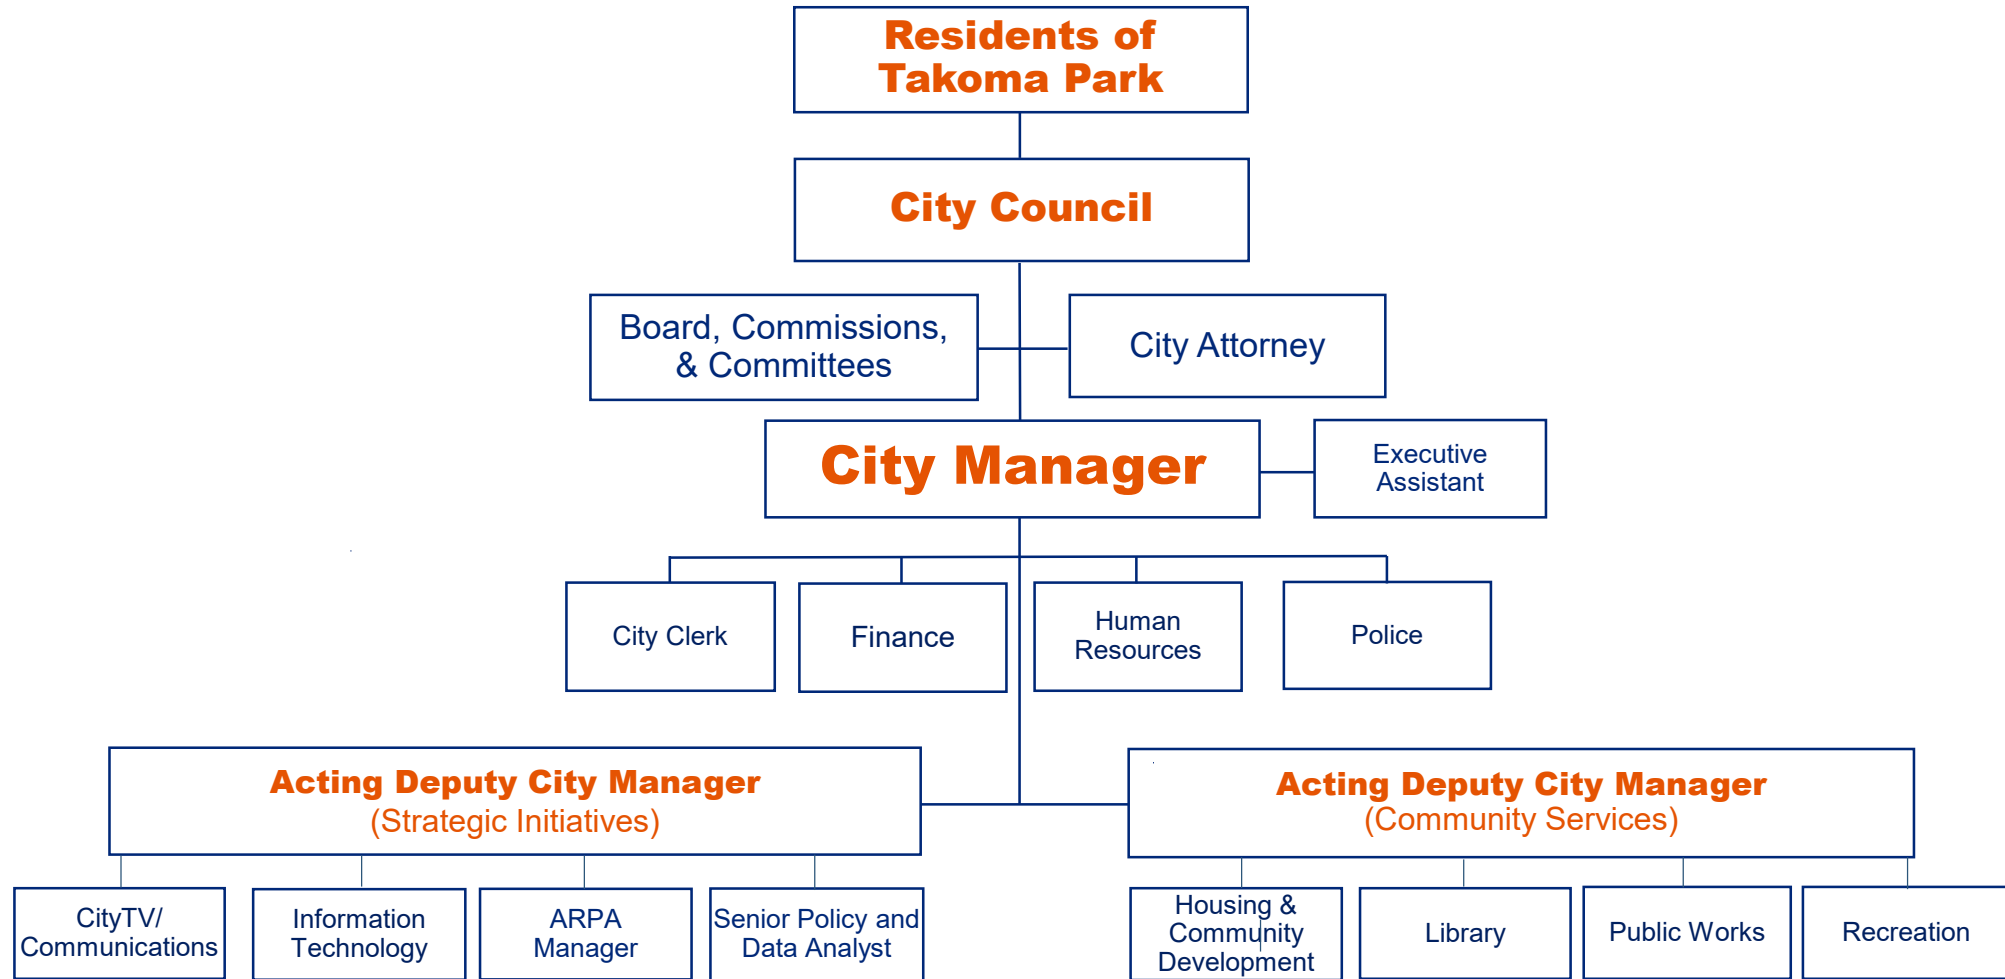 Residents of
Takoma Park
City Council
Board, Commissions,
& Committees
City Attorney
City Manager
Executive
Assistant
City Clerk
Finance
Human
Resources
Police
Acting Deputy City Manager
(Strategic Initiatives)
Acting Deputy City Manager
(Community Services)
CityTV/
Communications
Information
Technology
ARPA
Manager
Senior Policy and
Data Analyst
Housing &
Community
Development
Library
Public Works
Recreation